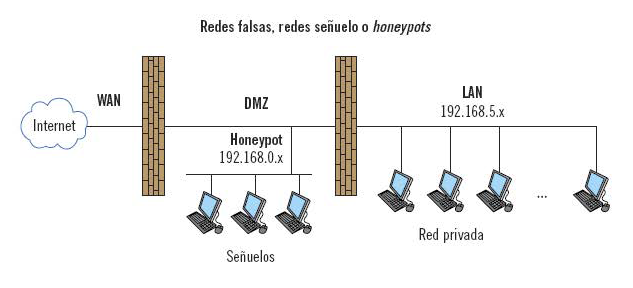 Redes falsas, redes señuelo o honeypots
WAN
Internet
DMZ
Honeypot
192.168.0.x
Señuelos
LAN
192.168.5.x
...
Red privada